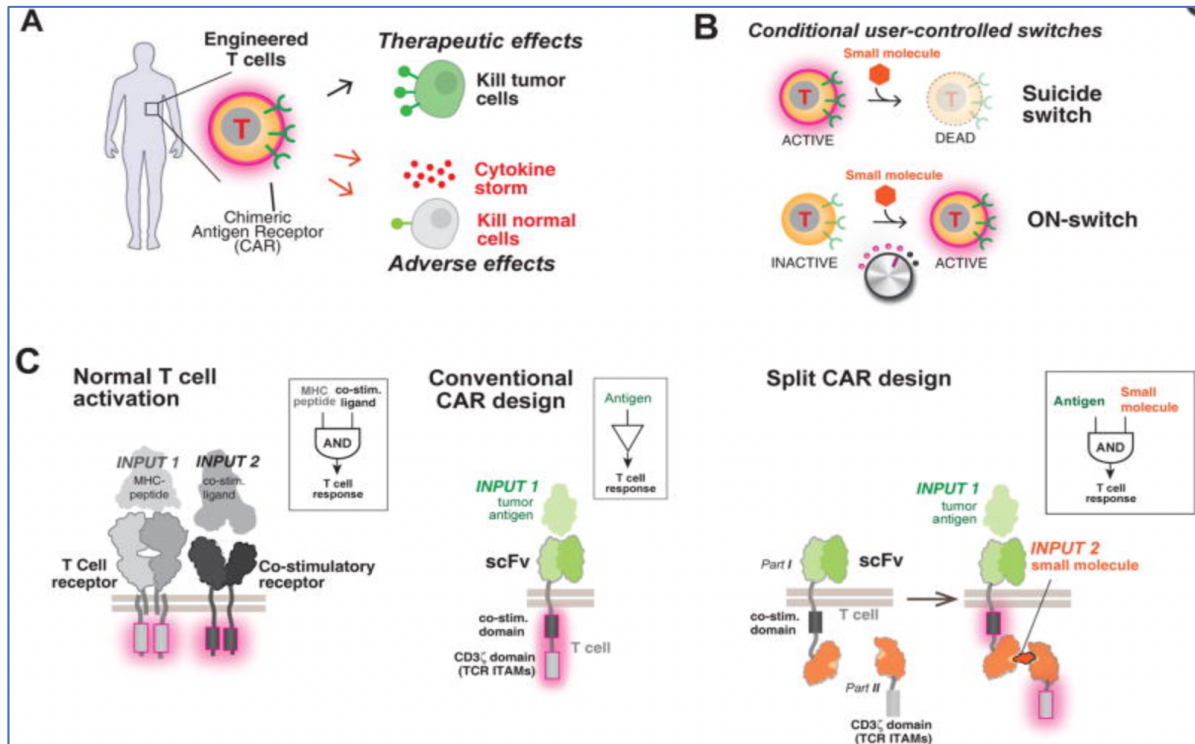 A
Engineered
T cells
T
Chimeric
Antigen Receptor
(CAR)
Therapeutic effects
Kill tumor
cells
Cytokine
storm
Kill normal
cells
Adverse effects
B
Conditional user-controlled switches
Small molecule
T
T
ACTIVE
DEAD
Suicide
switch
Small molecule
T
T
INACTIVE
ACTIVE
ON-switch
C
Normal T cell
activation
MHC
peptide
co-stim.
ligand
AND
T cell
response
INPUT 1
MHC-
peptide
INPUT 2
co-stim.
ligand
T Cell
receptor
Co-stimulatory
receptor
Conventional
CAR design
Antigen
T cell
response
INPUT 1
tumor
antigen
scFv
co-stim.
domain
T cell
CD3ζ domain
(TCR ITAMs)
Split CAR design
Antigen
Small
molecule
AND
T cell
response
INPUT 1
tumor
antigen
Part I
scFv
INPUT 2
small molecule
co-stim.
domain
T cell
Part II
CD3ζ domain
(TCR ITAMs)